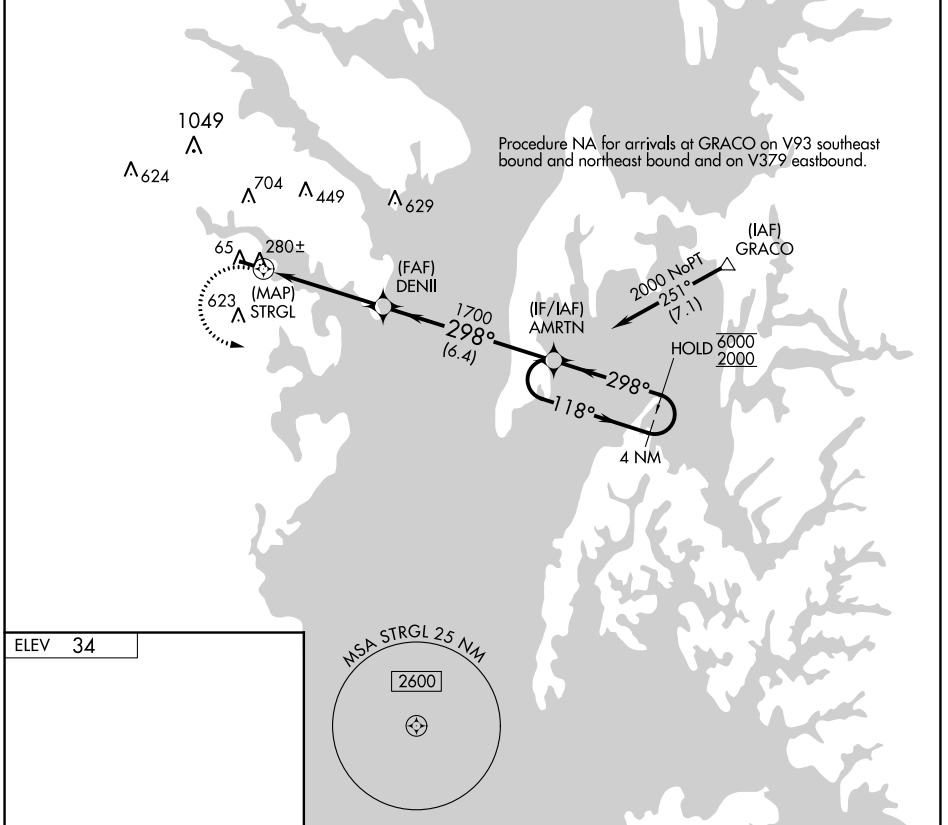 1049
624
704
449
629
Procedure NA for arrivals at GRACO on V93 southeast
bound and northeast bound and on V379 eastbound.
65
280±
(MAP)
STRGL
623
(FAF)
DENII
1700
298°
(6.4)
(IF/IAF)
AMRTN
(IAF)
GRACO
2000 NoPT
251°
(7.1)
HOLD
6000
2000
298°
118°
4 NM
ELEV 34
MSA STRGL 25 NM
2600